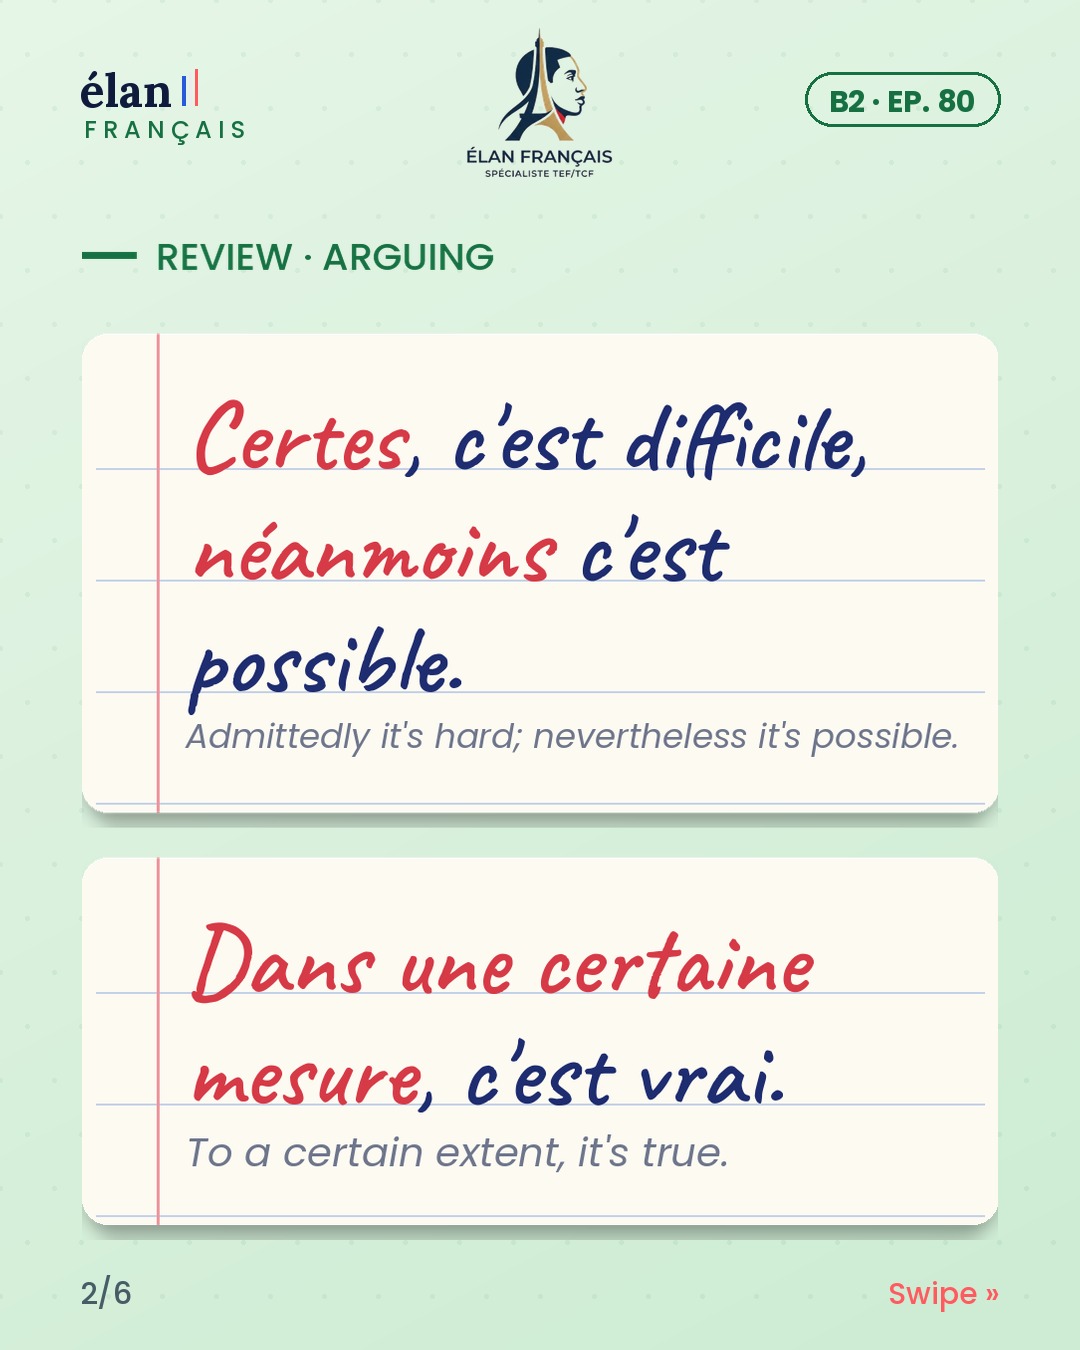 élan
FRANÇAIS
ÉLAN FRANÇAIS
SPÉCIALISTE TEF/TCF
B2 · EP. 80
REVIEW · ARGUING
Certes, c'est difficile,
néanmoins c'est
possible.
Admittedly it's hard; nevertheless it's possible.
Dans une certaine
mesure, c'est vrai.
To a certain extent, it's true.
2/6
Swipe »